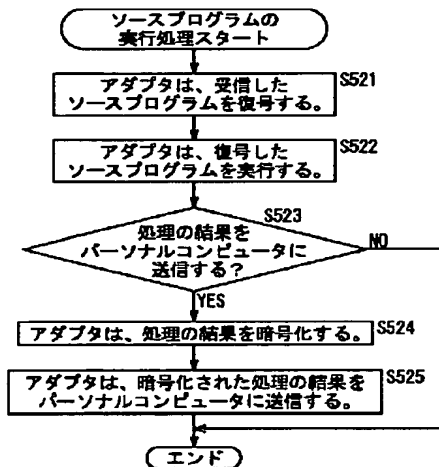 ソースプログラムの
実行処理スタート
S521
アダプタは、受信した
ソースプログラムを復号する。
S522
アダプタは、復号した
ソースプログラムを実行する。
S523
処理の結果を
パーソナルコンピュータに
送信する?
NO
YES
アダプタは、処理の結果を暗号化する。
S524
アダプタは、暗号化された処理の結果を
パーソナルコンピュータに送信する。
S525
エンド